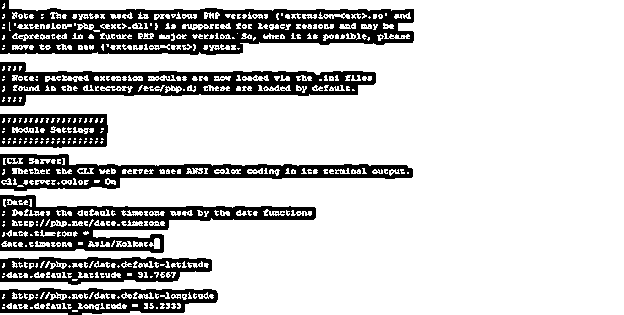 ;
; Note : The syntax used in previous PHP versions ('extension=<ext>.so' and
; 'extension='php_<ext>.dll') is supported for legacy reasons and may be
; deprecated in a future PHP major version. So, when it is possible, please
; move to the new ('extension=<ext>) syntax.
;;;;
; Note: packaged extension modules are now loaded via the .ini files
; found in the directory /etc/php.d; these are loaded by default.
;;;;
;;;;;;;;;;;;;;;;;;;
; Module Settings ;
;;;;;;;;;;;;;;;;;;;
[CLI Server]
; Whether the CLI web server uses ANSI color coding in its terminal output.
cli_server.color = On
[Date]
; Defines the default timezone used by the date functions
; http://php.net/date.timezone
;date.timezone =
date.timezone = Asia/Kolkata
; http://php.net/date.default-latitude
;date.default_latitude = 31.7667
; http://php.net/date.default-longitude
;date.default_longitude = 35.2333